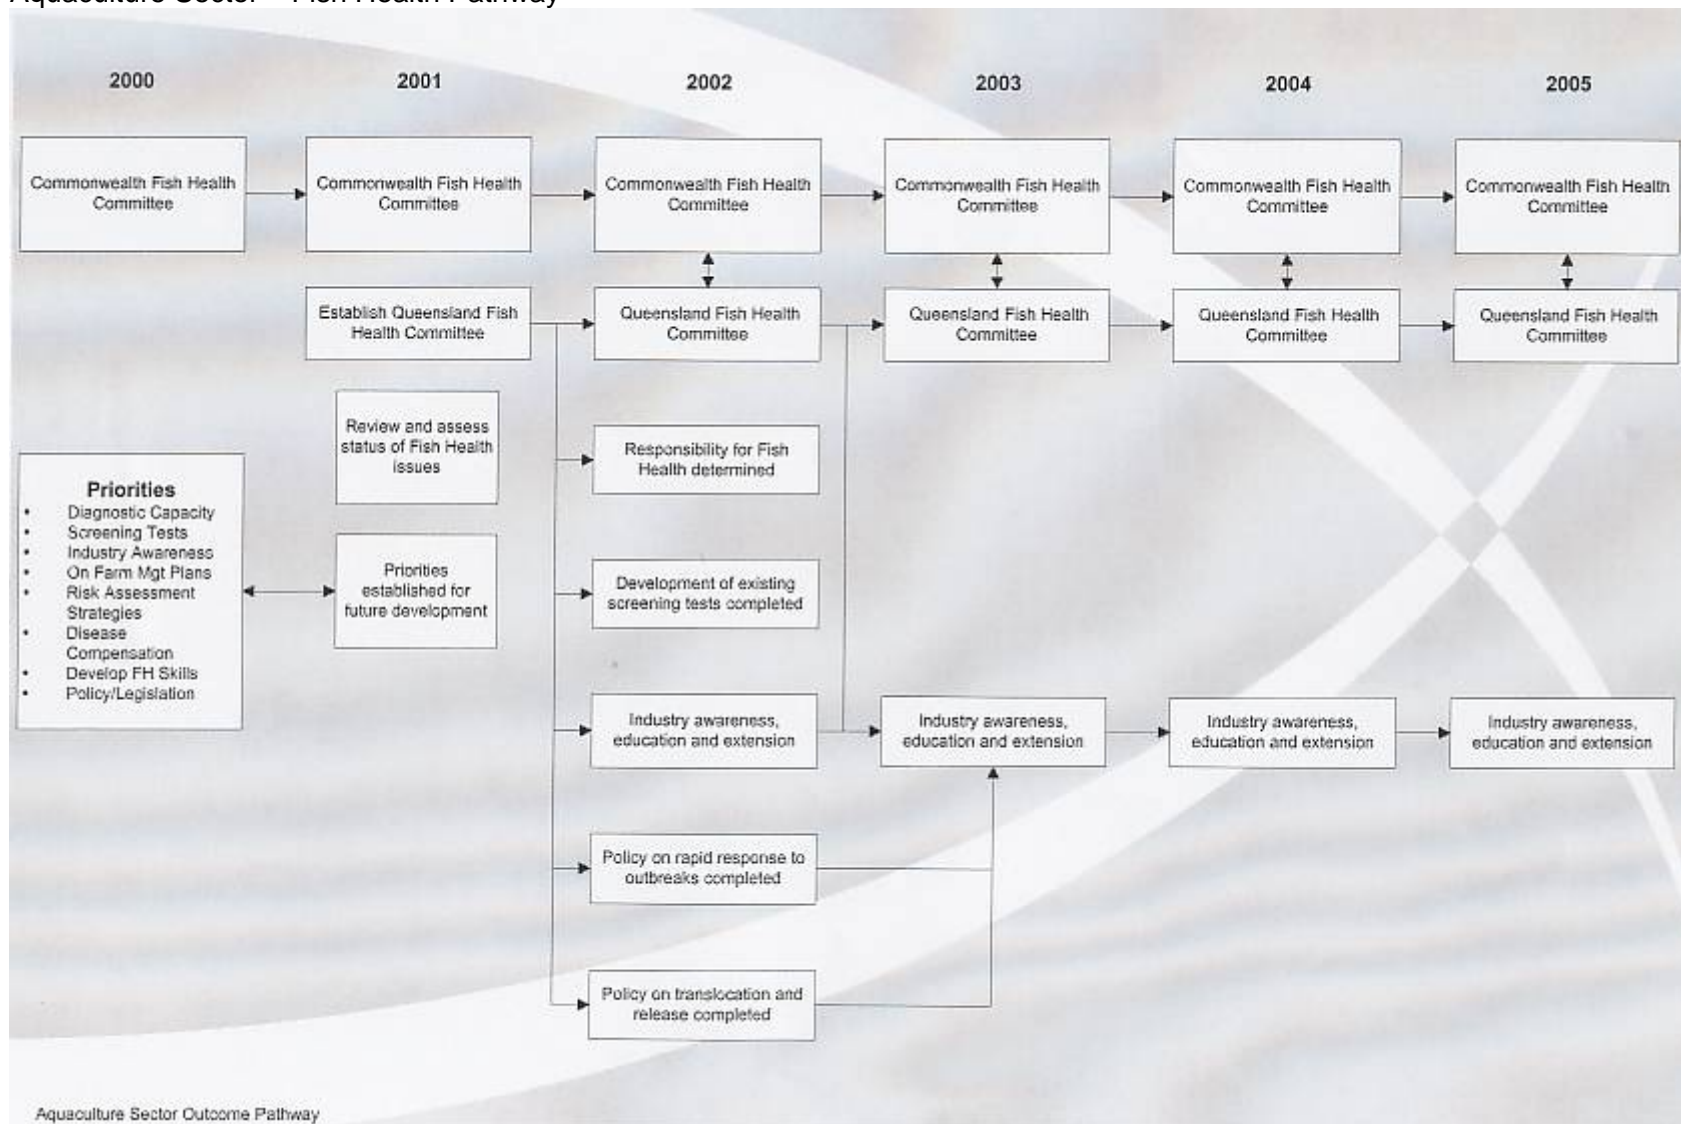 Aquaculture Sector – Fish Health Pathway
2000
2001
2002
2003
2004
2005
Commonwealth Fish Health
Committee
Commonwealth Fish Health
Committee
Commonwealth Fish Health
Committee
Commonwealth Fish Health
Committee
Commonwealth Fish Health
Committee
Commonwealth Fish Health
Committee
Establish Queensland Fish
Health Committee
Queensland Fish Health
Committee
Queensland Fish Health
Committee
Queensland Fish Health
Committee
Queensland Fish Health
Committee
Review and assess
status of Fish Health
issues
Responsibility for Fish
Health determined
Priorities
• Diagnostic Capacity
• Screening Tests
• Industry Awareness
• On Farm Mgt Plans
• Risk Assessment
Strategies
• Disease
Compensation
• Develop FH Skills
• Policy/Legislation
Priorities
established for
future development
Development of existing
screening tests completed
Industry awareness,
education and extension
Industry awareness,
education and extension
Industry awareness,
education and extension
Industry awareness,
education and extension
Policy on rapid response to
outbreaks completed
Policy on translocation and
release completed
Aquaculture Sector Outcome Pathway